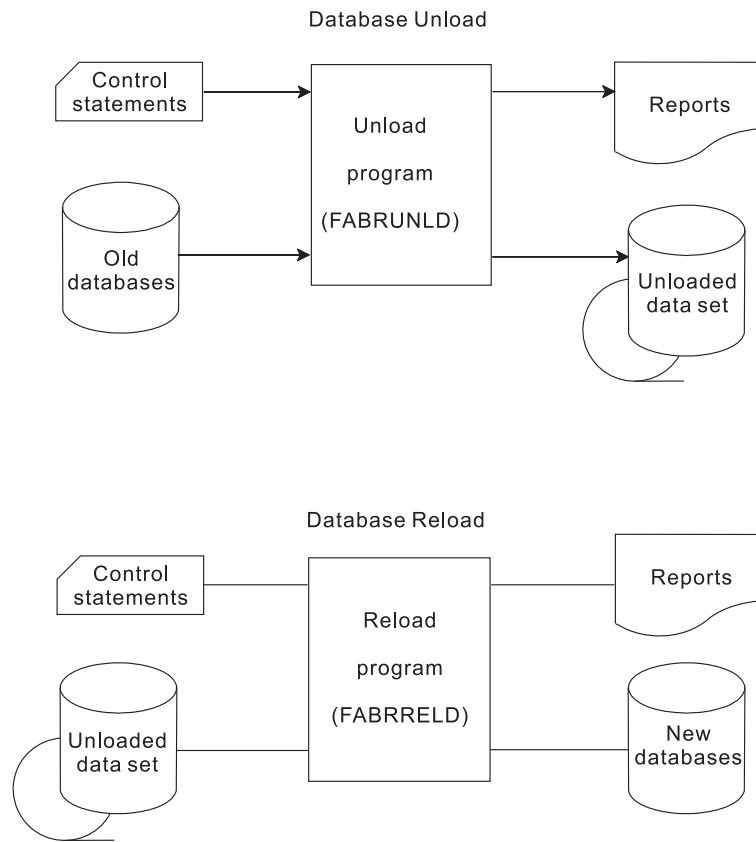 Database Unload
Control
statements
Unload
program
(FABRUNLD)
Reports
Old
databases
Unloaded
data set
Database Reload
Control
statements
Reload
program
(FABRRELD)
Reports
Unloaded
data set
New
databases